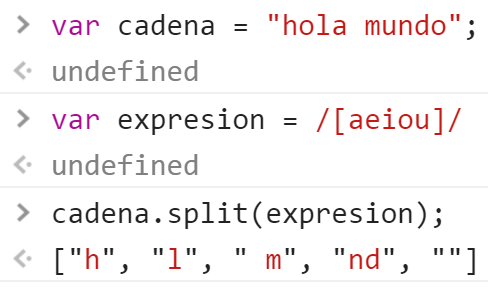 > var cadena = "hola mundo";
<· undefined
> var expresion = /[aeiou]/
<· undefined
> cadena.split(expresion);
<· ["h", "l", " m", "nd", ""]